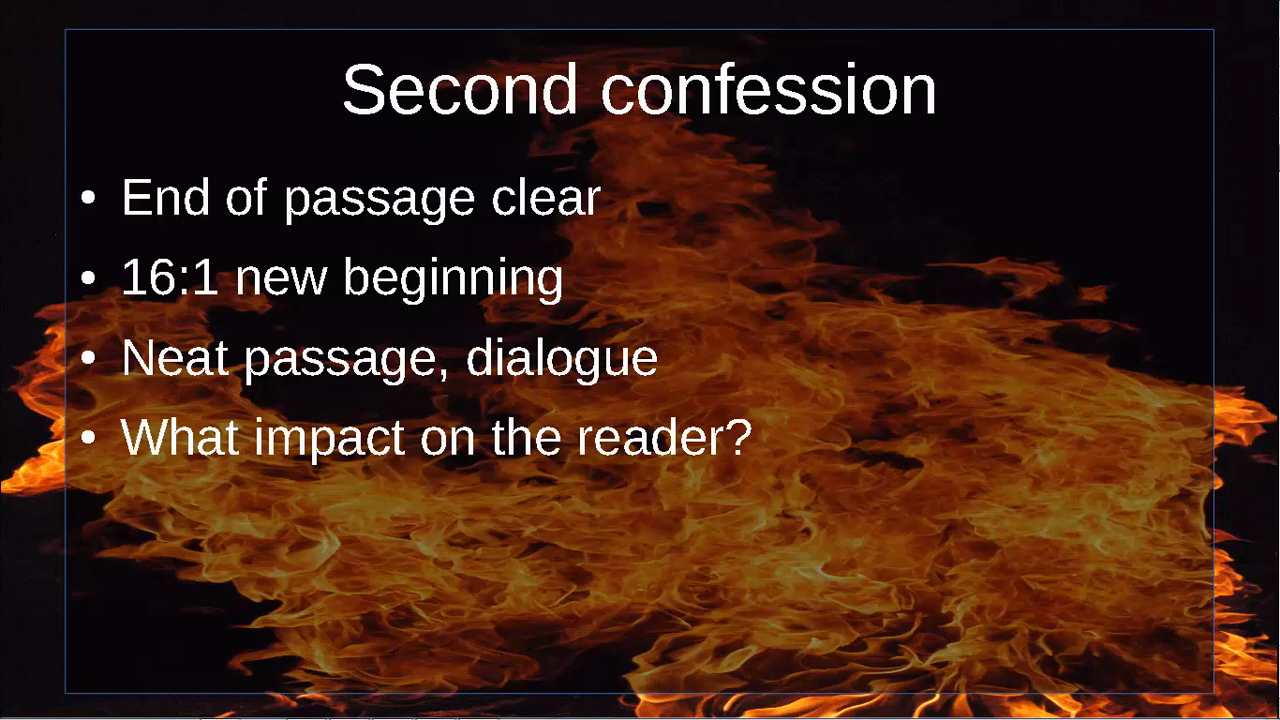 Second confession
• End of passage clear
• 16:1 new beginning
• Neat passage, dialogue
• What impact on the reader?